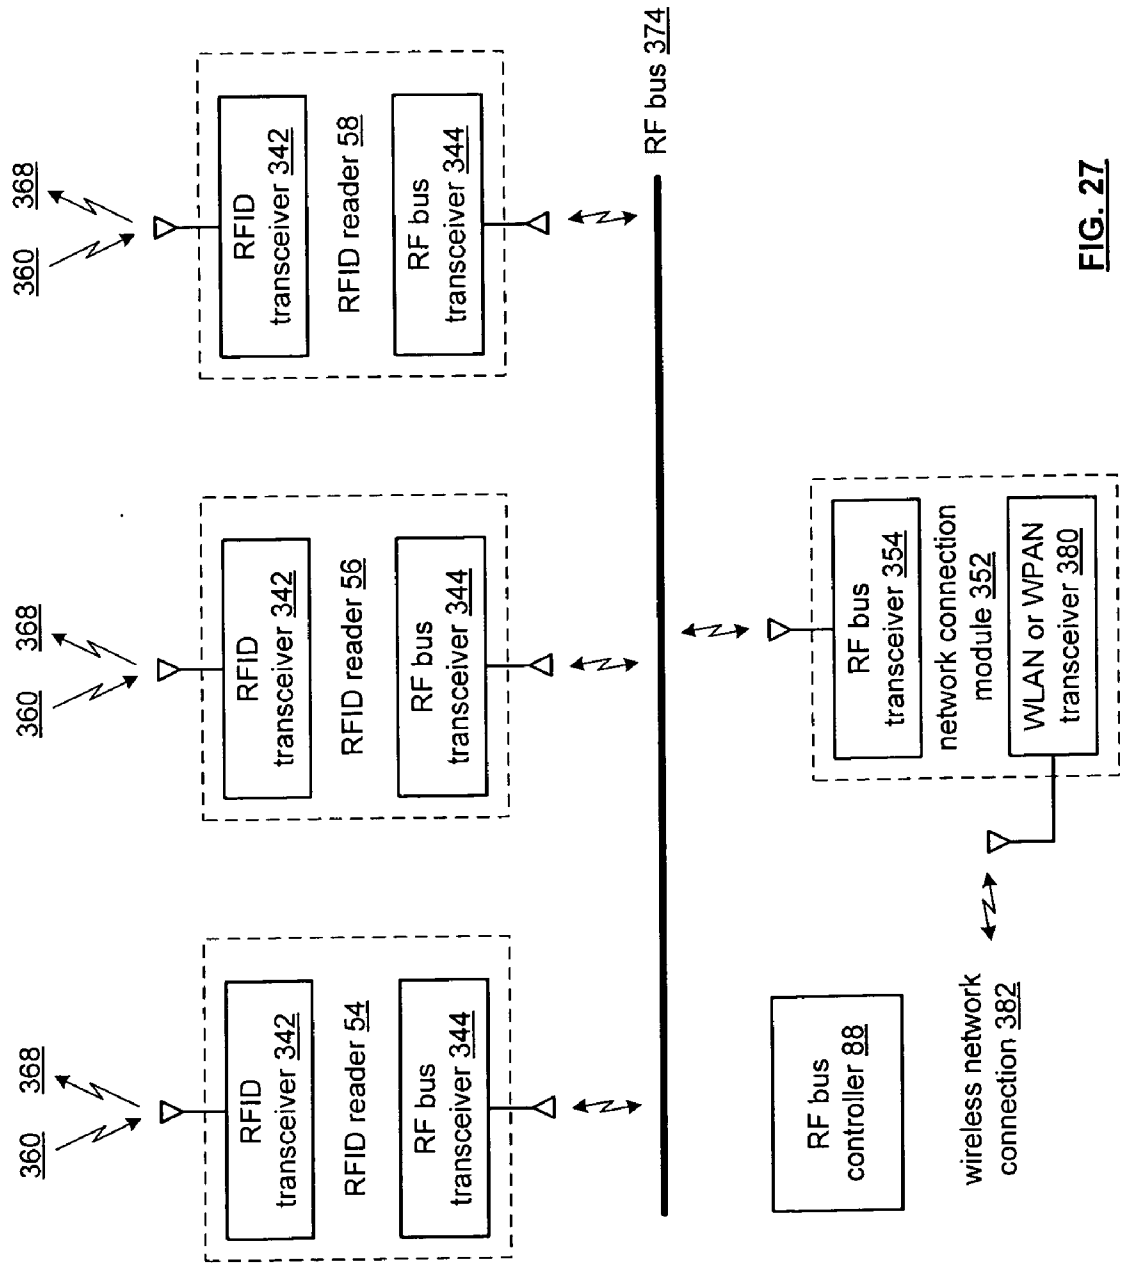 360
368
360
368
360
368
RFID
transceiver 342
RFID reader 54
RF bus
transceiver 344
RFID
transceiver 342
RFID reader 56
RF bus
transceiver 344
RFID
transceiver 342
RFID reader 58
RF bus
transceiver 344
RF bus 374
RF bus
controller 88
wireless network
connection 382
RF bus
transceiver 354
network connection
module 352
WLAN or WPAN
transceiver 380
FIG. 27